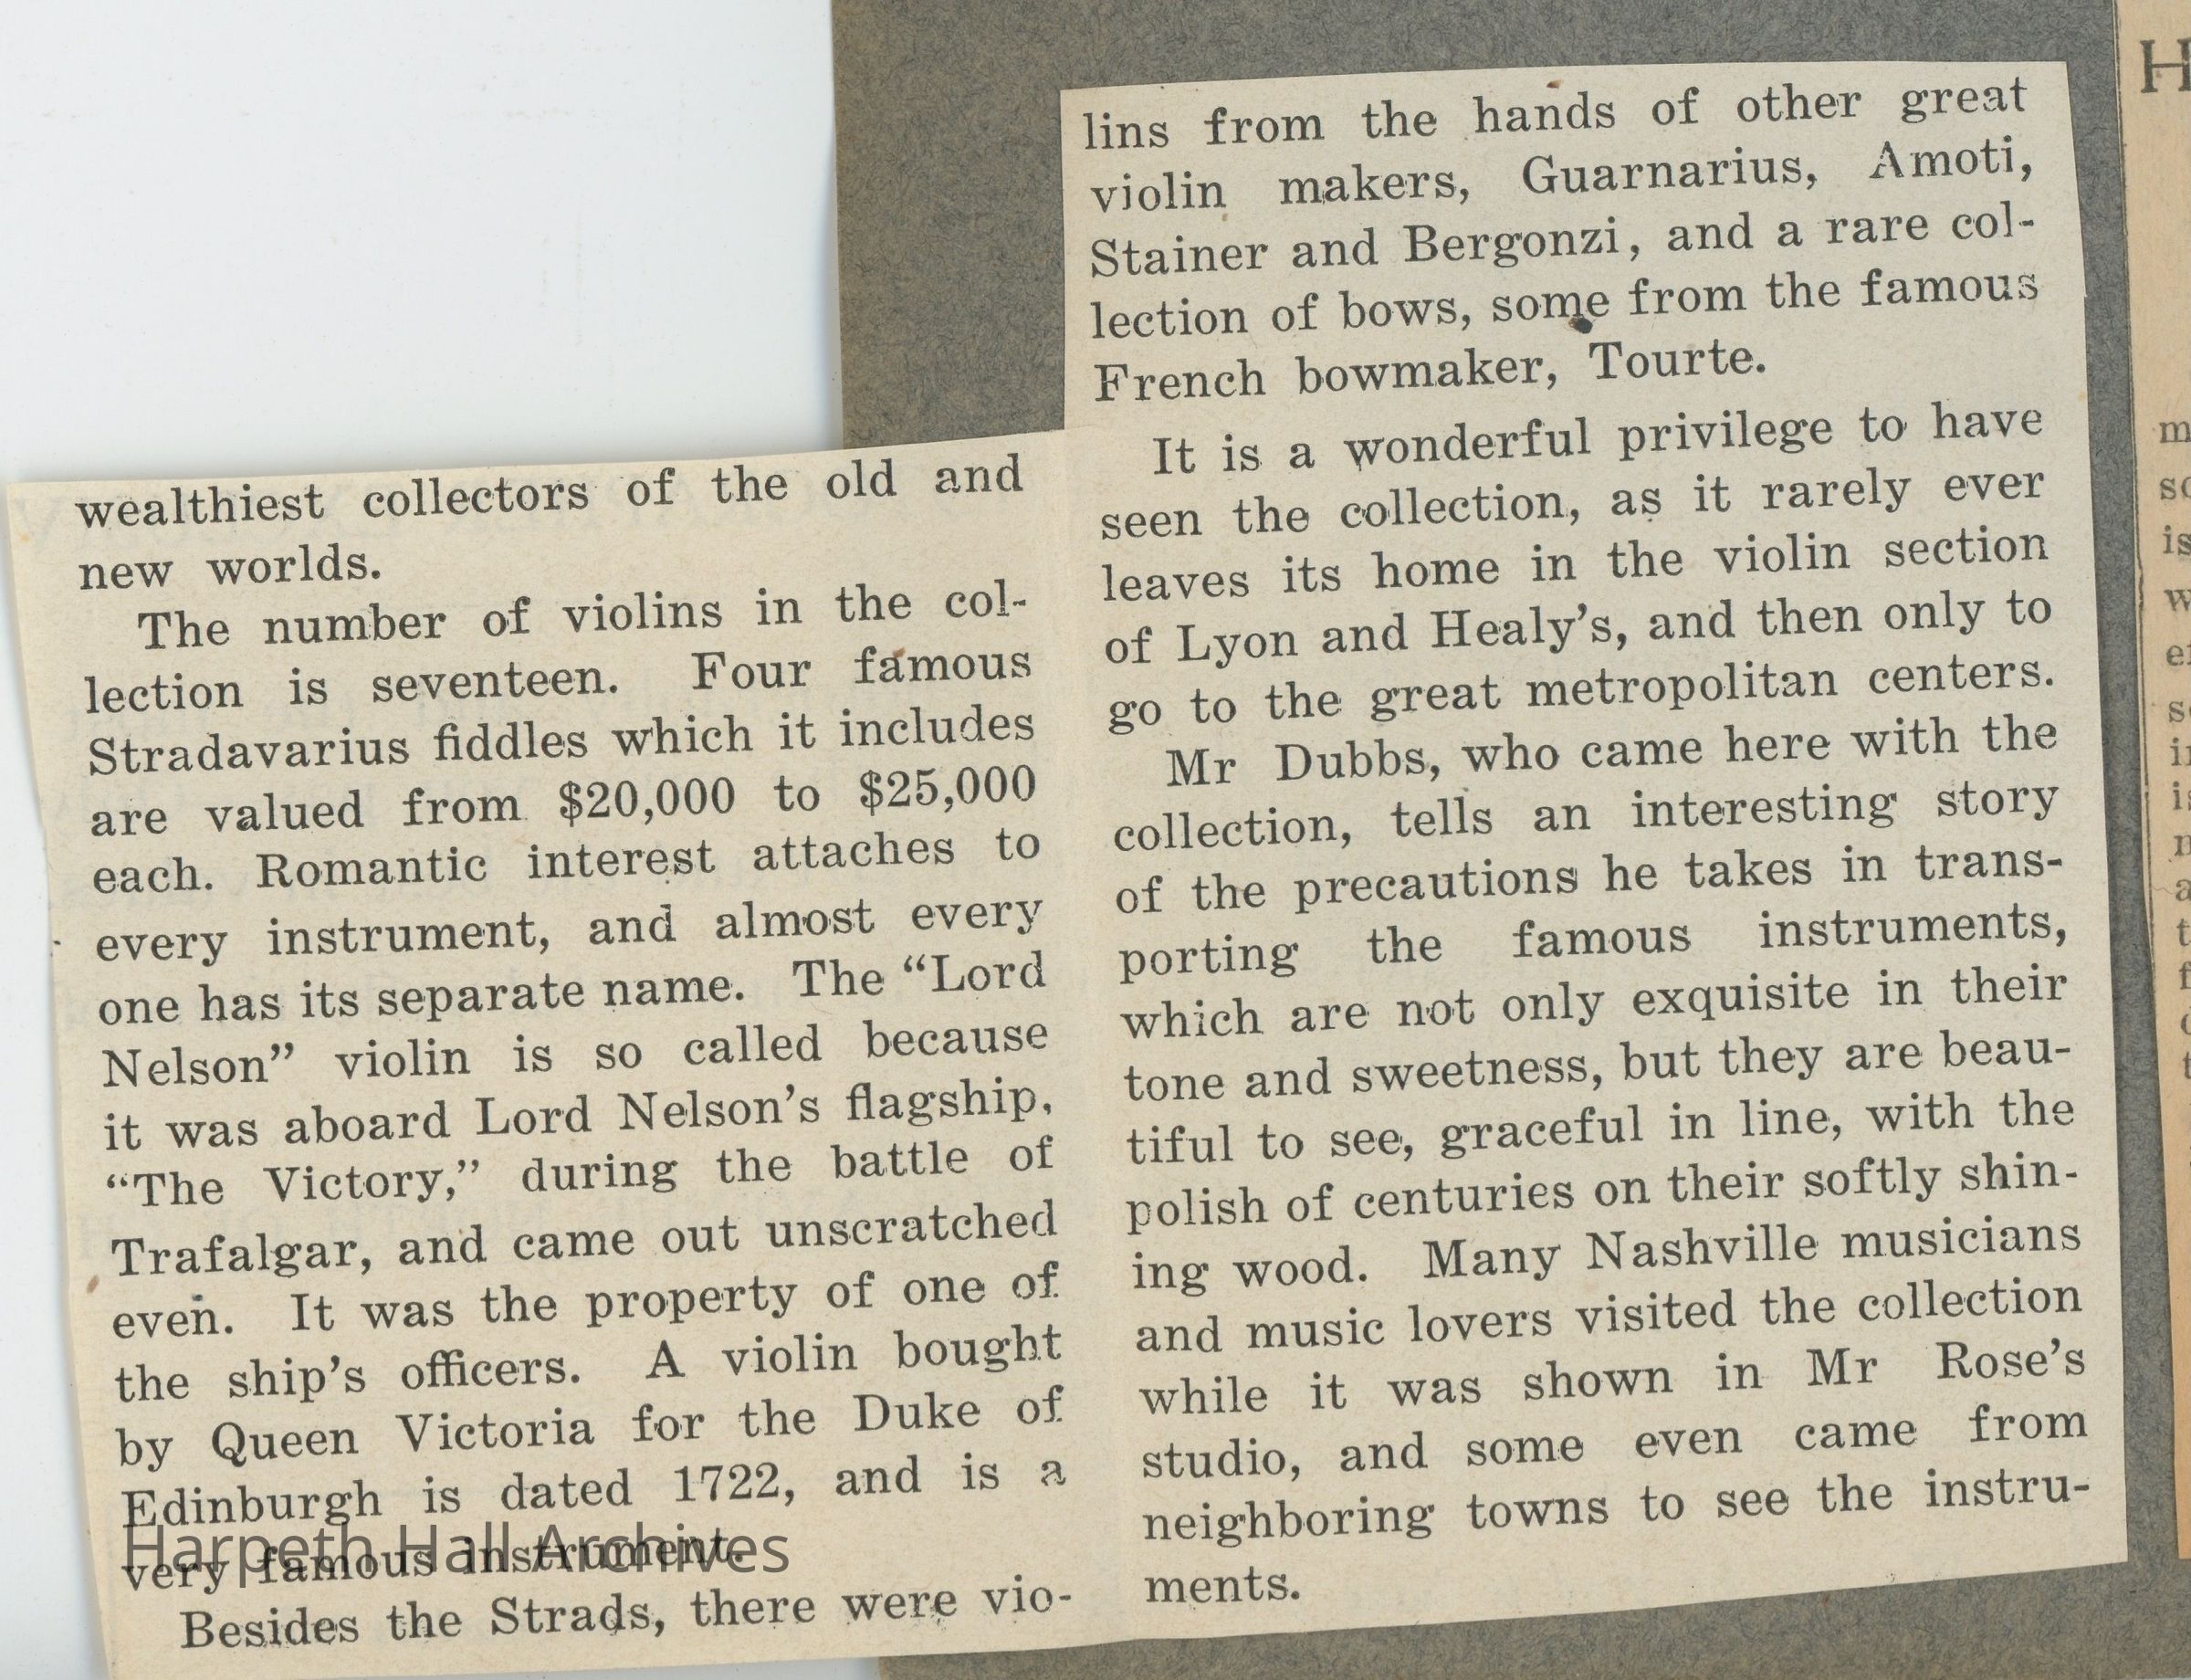 wealthiest collectors of the old and
new worlds.
The number of violins in the col-
lection is seventeen. Four famous
Stradavarius fiddles which it includes
are valued from $20,000 to $25,000
each. Romantic interest attaches to
every instrument, and almost every
one has its separate name. The “Lord
Nelson” violin is so called because
it was aboard Lord Nelson’s flagship,
“The Victory,” during the battle of
Trafalgar, and came out unscratched
even. It was the property of one of
the ship’s officers. A violin bought
by Queen Victoria for the Duke of
Edinburgh is dated 1722, and is a
very famous instrument.
Besides the Strads, there were vio-
lins from the hands of other great
violin makers, Guarnarius, Amoti,
Stainer and Bergonzi, and a rare col-
lection of bows, some from the famous
French bowmaker, Tourte.
It is a wonderful privilege to have
seen the collection, as it rarely ever
leaves its home in the violin section
of Lyon and Healy’s, and then only to
go to the great metropolitan centers.
Mr Dubbs, who came here with the
collection, tells an interesting story
of the precautions he takes in trans-
porting the famous instruments,
which are not only exquisite in their
tone and sweetness, but they are beau-
tiful to see, graceful in line, with the
polish of centuries on their softly shin-
ing wood. Many Nashville musicians
and music lovers visited the collection
while it was shown in Mr Rose’s
studio, and some even came from
neighboring towns to see the instru-
ments.
Harpeth Hall Archives